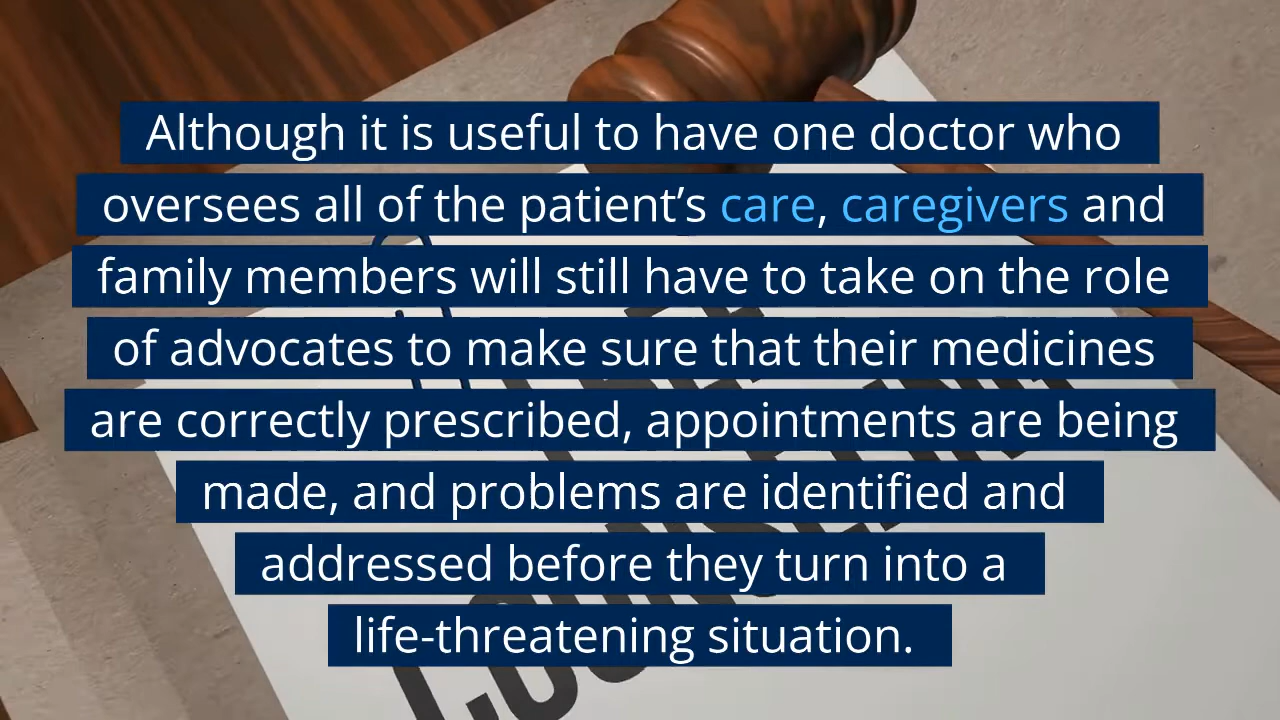 Although it is useful to have one doctor who
oversees all of the patient’s care, caregivers and
family members will still have to take on the role
of advocates to make sure that their medicines
are correctly prescribed, appointments are being
made, and problems are identified and
addressed before they turn into a
life-threatening situation.